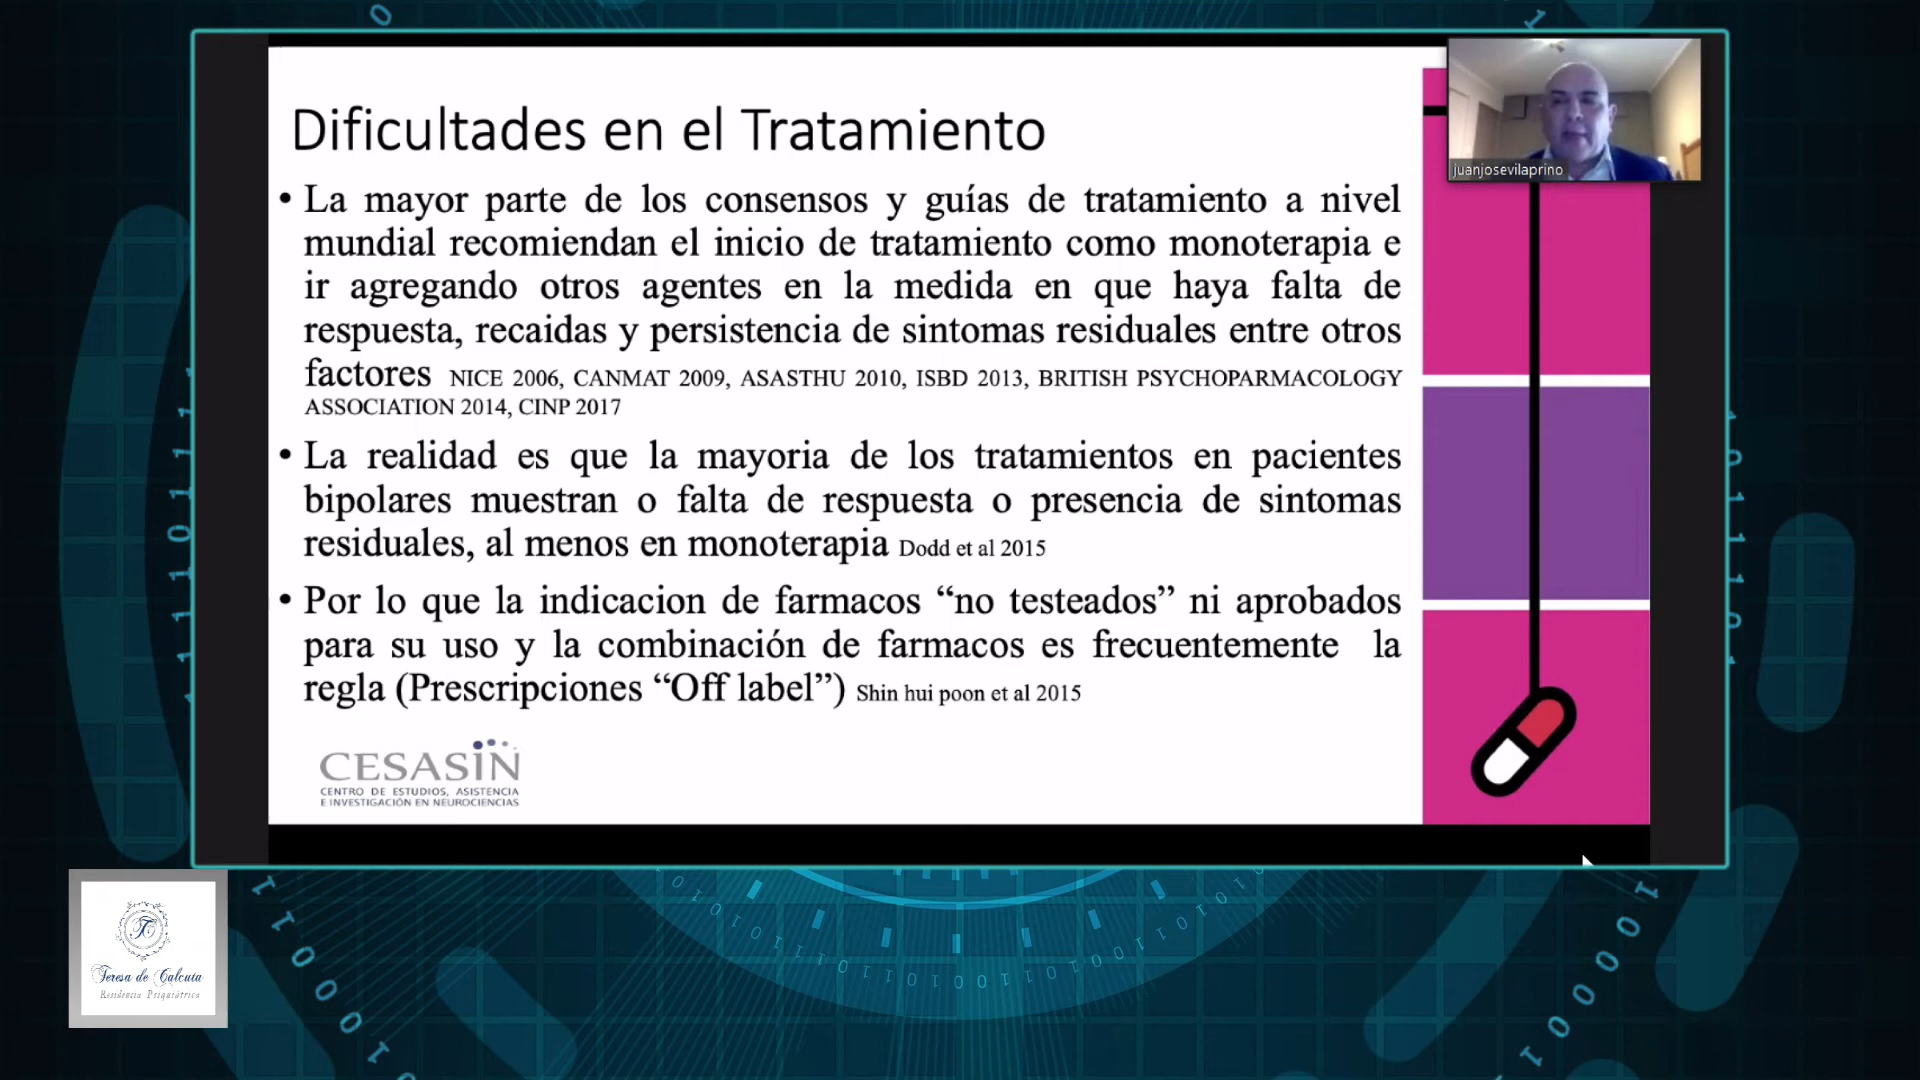 Dificultades en el Tratamiento
juanjosevilaprino
• La mayor parte de los consensos y guías de tratamiento a nivel
mundial recomiendan el inicio de tratamiento como monoterapia e
ir agregando otros agentes en la medida en que haya falta de
respuesta, recaidas y persistencia de sintomas residuales entre otros
factores NICE 2006, CANMAT 2009, ASASTHU 2010, ISBD 2013, BRITISH PSYCHOPARMACOLOGY
ASSOCIATION 2014, CINP 2017
• La realidad es que la mayoria de los tratamientos en pacientes
bipolares muestran o falta de respuesta o presencia de sintomas
residuales, al menos en monoterapia Dodd et al 2015
• Por lo que la indicacion de farmacos “no testeados” ni aprobados
para su uso y la combinación de farmacos es frecuentemente la
regla (Prescripciones “Off label”) Shin hui poon et al 2015
CESASIN
CENTRO DE ESTUDIOS, ASISTENCIA
E INVESTIGACIÓN EN NEUROCIENCIAS
Teresa de Calcuta
Residencia Psiquiátrica